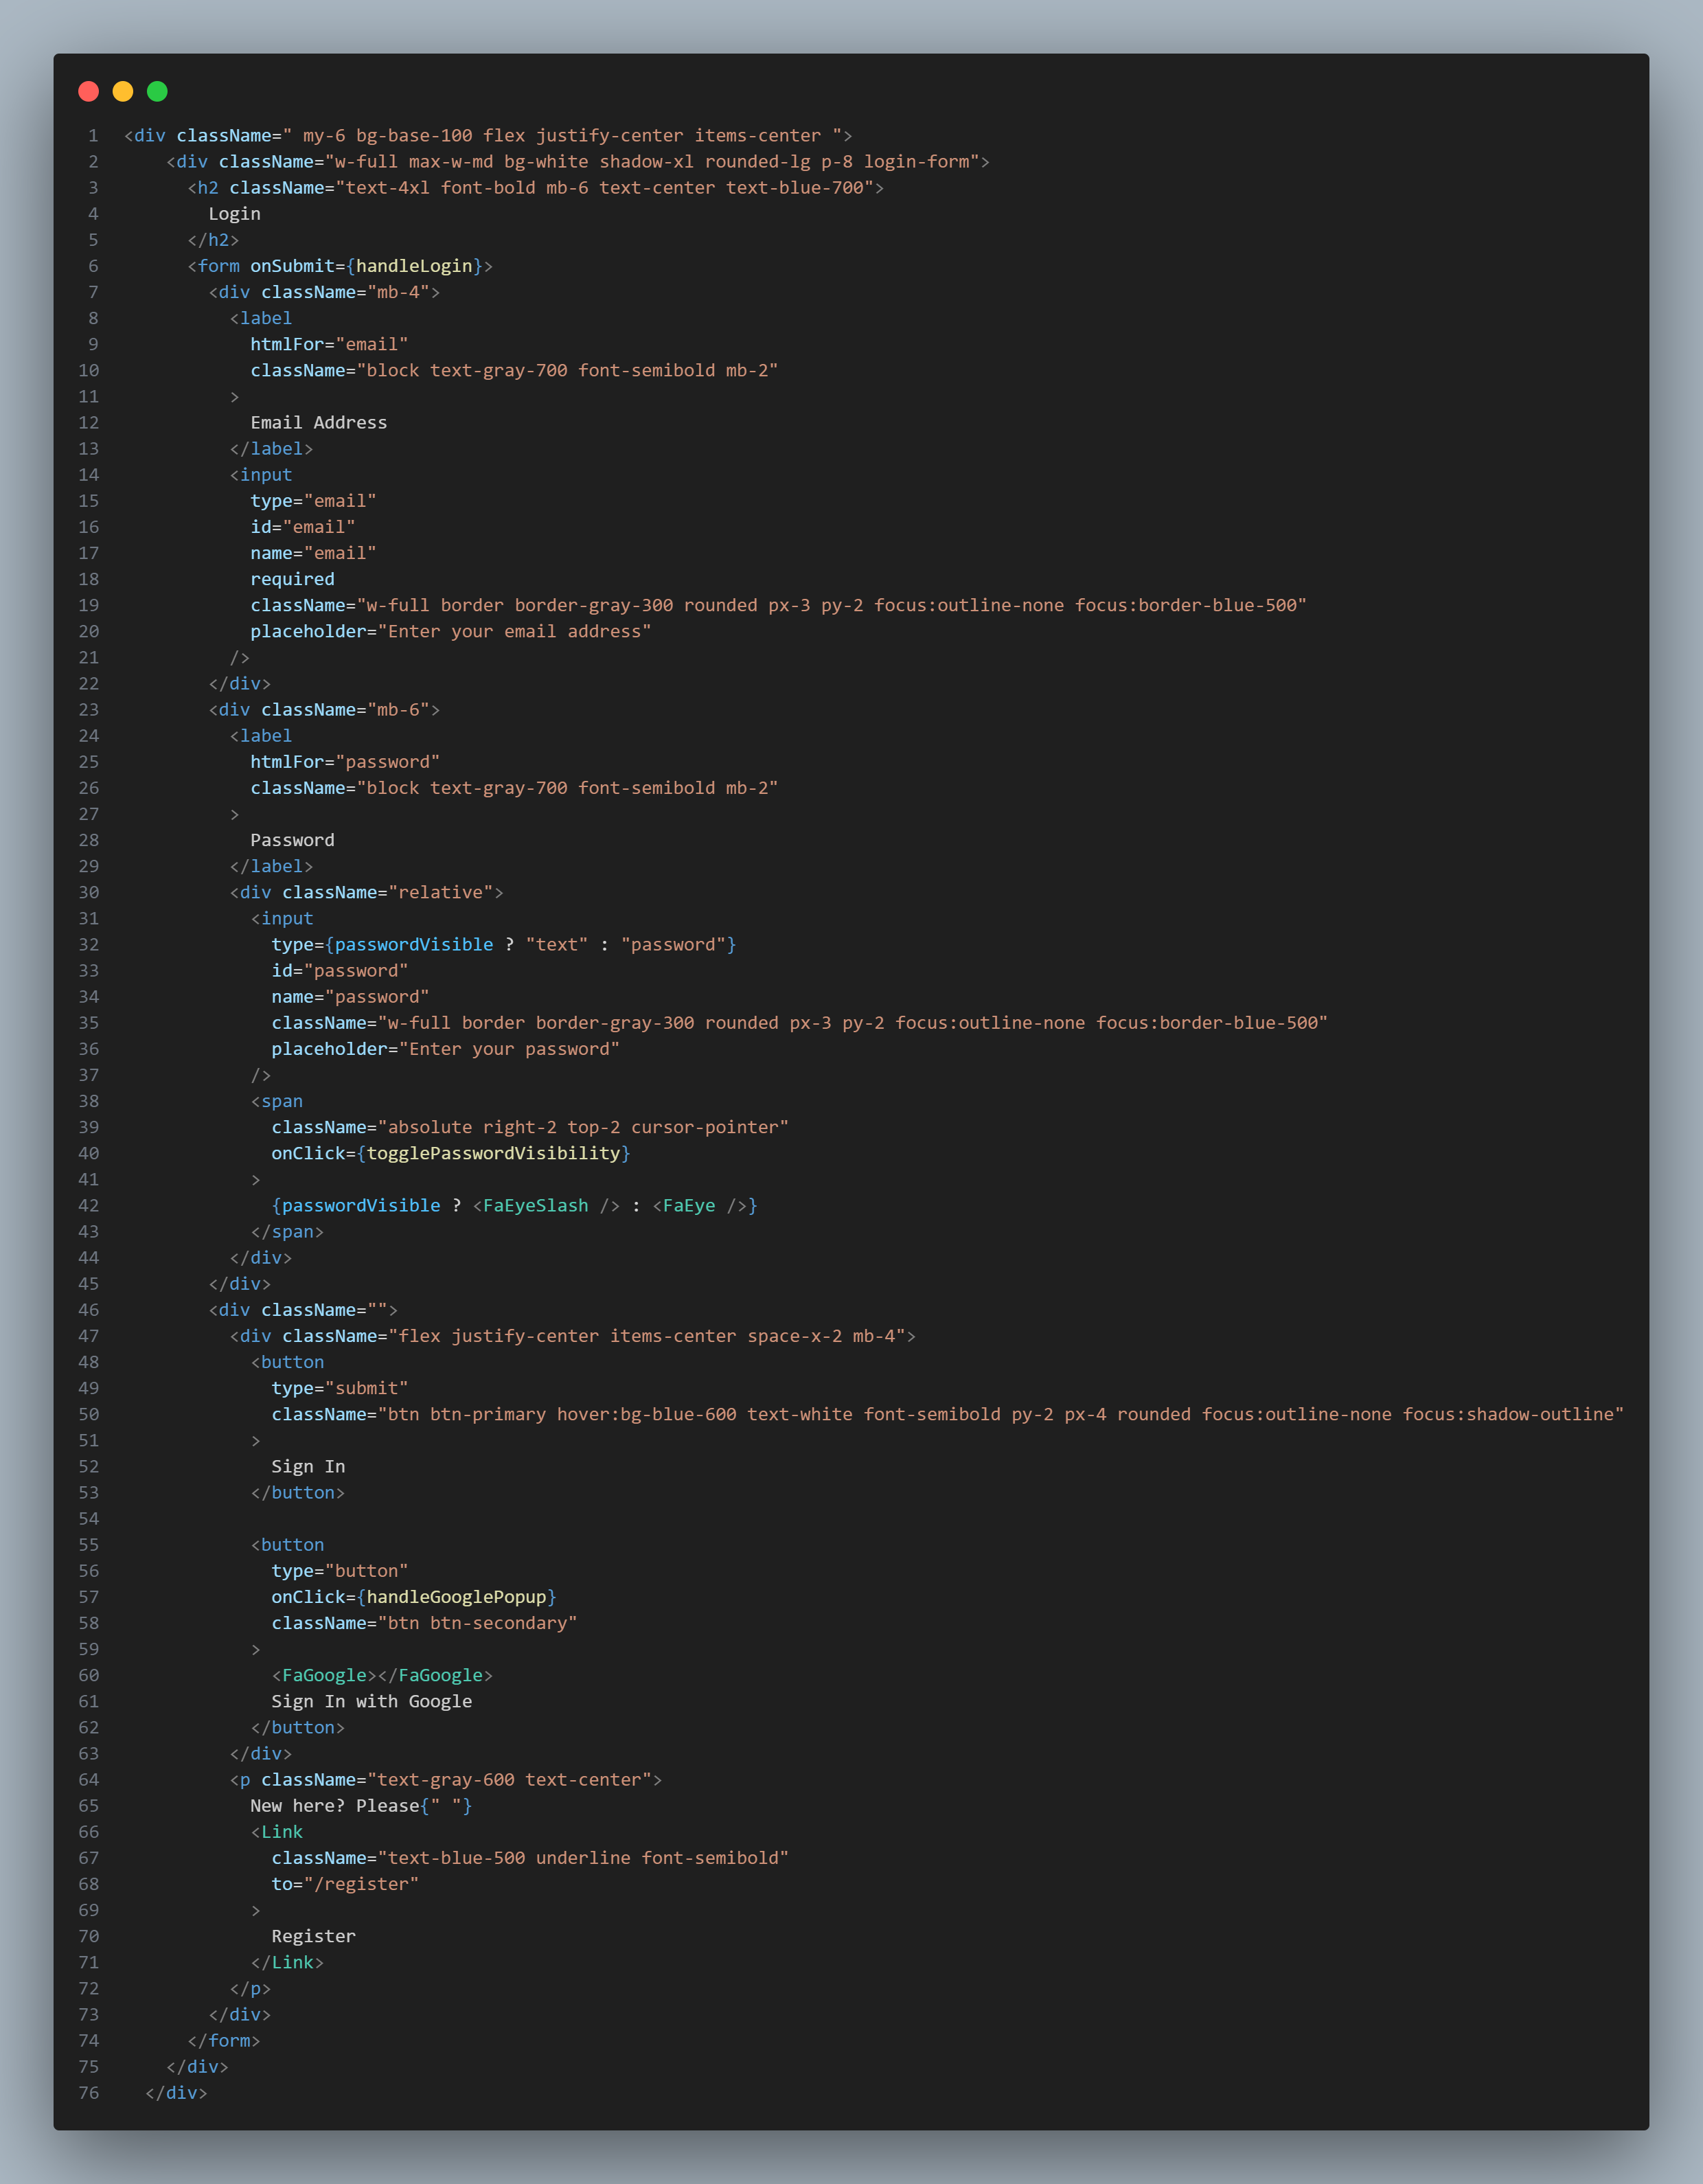 1 <div className=" my-6 bg-base-100 flex justify-center items-center ">
2     <div className="w-full max-w-md bg-white shadow-xl rounded-lg p-8 login-form">
3       <h2 className="text-4xl font-bold mb-6 text-center text-blue-700">
4         Login
5       </h2>
6       <form onSubmit={handleLogin}>
7         <div className="mb-4">
8           <label
9             htmlFor="email"
10             className="block text-gray-700 font-semibold mb-2"
11           >
12             Email Address
13           </label>
14           <input
15             type="email"
16             id="email"
17             name="email"
18             required
19             className="w-full border border-gray-300 rounded px-3 py-2 focus:outline-none focus:border-blue-500"
20             placeholder="Enter your email address"
21           />
22         </div>
23         <div className="mb-6">
24           <label
25             htmlFor="password"
26             className="block text-gray-700 font-semibold mb-2"
27           >
28             Password
29           </label>
30           <div className="relative">
31             <input
32               type={passwordVisible ? "text" : "password"}
33               id="password"
34               name="password"
35               className="w-full border border-gray-300 rounded px-3 py-2 focus:outline-none focus:border-blue-500"
36               placeholder="Enter your password"
37             />
38             <span
39               className="absolute right-2 top-2 cursor-pointer"
40               onClick={togglePasswordVisibility}
41             >
42               {passwordVisible ? <FaEyeSlash /> : <FaEye />}
43             </span>
44           </div>
45         </div>
46         <div className="">
47           <div className="flex justify-center items-center space-x-2 mb-4">
48             <button
49               type="submit"
50               className="btn btn-primary hover:bg-blue-600 text-white font-semibold py-2 px-4 rounded focus:outline-none focus:shadow-outline"
51             >
52               Sign In
53             </button>
54
55             <button
56               type="button"
57               onClick={handleGooglePopup}
58               className="btn btn-secondary"
59             >
60               <FaGoogle></FaGoogle>
61               Sign In with Google
62             </button>
63           </div>
64           <p className="text-gray-600 text-center">
65             New here? Please{" "}
66             <Link
67               className="text-blue-500 underline font-semibold"
68               to="/register"
69             >
70               Register
71             </Link>
72           </p>
73         </div>
74       </form>
75     </div>
76   </div>